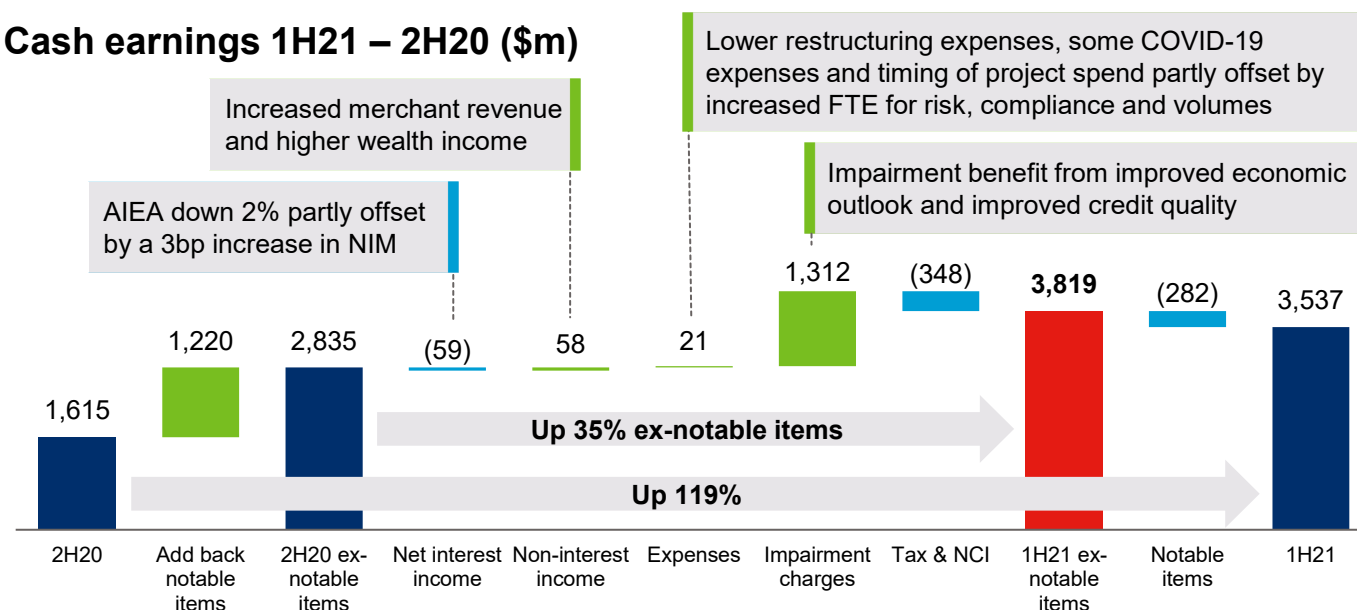 Cash earnings 1H21 – 2H20 ($m)
Lower restructuring expenses, some COVID-19
expenses and timing of project spend partly offset by
increased FTE for risk, compliance and volumes
Increased merchant revenue
and higher wealth income
Impairment benefit from improved economic
outlook and improved credit quality
AIEA down 2% partly offset
by a 3bp increase in NIM
1,615
1,220
2,835
(59)
58
21
1,312
(348)
3,819
(282)
3,537
Up 35% ex-notable items
Up 119%
2H20
Add back
notable
items
2H20 ex-
notable
items
Net interest
income
Non-interest
income
Expenses
Impairment
charges
Tax & NCI
1H21 ex-
notable
items
Notable
items
1H21